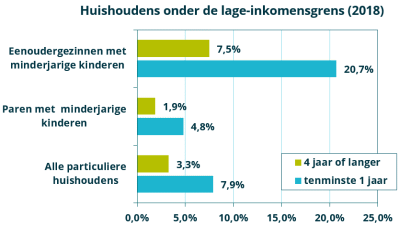 Huishoudens onder de lage-inkomensgrens (2018)
Eenoudergezinnen met
minderjarige kinderen
7,5%
20,7%
Paren met minderjarige
kinderen
1,9%
4,8%
Alle particuliere
huishoudens
3,3%
7,9%
4 jaar of langer
tenminste 1 jaar
0,0% 5,0% 10,0% 15,0% 20,0% 25,0%